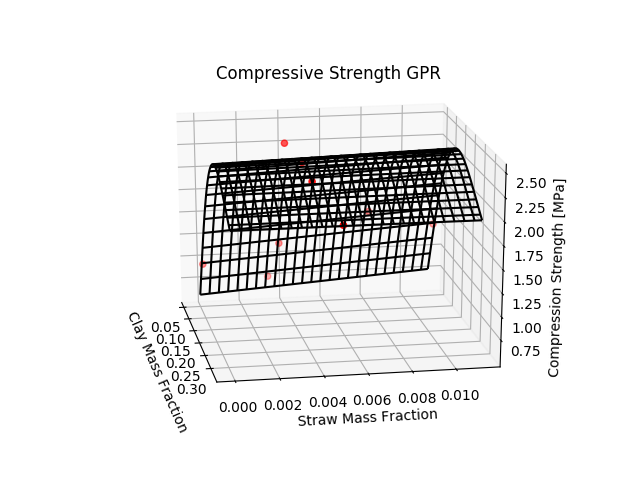 Compressive Strength GPR
2.50
2.25
2.00
1.75
1.50
1.25
1.00
0.75
Compression Strength [MPa]
0.05
0.10
0.15
0.20
0.25
0.30
Clay Mass Fraction
0.000 0.002 0.004 0.006 0.008 0.010
Straw Mass Fraction